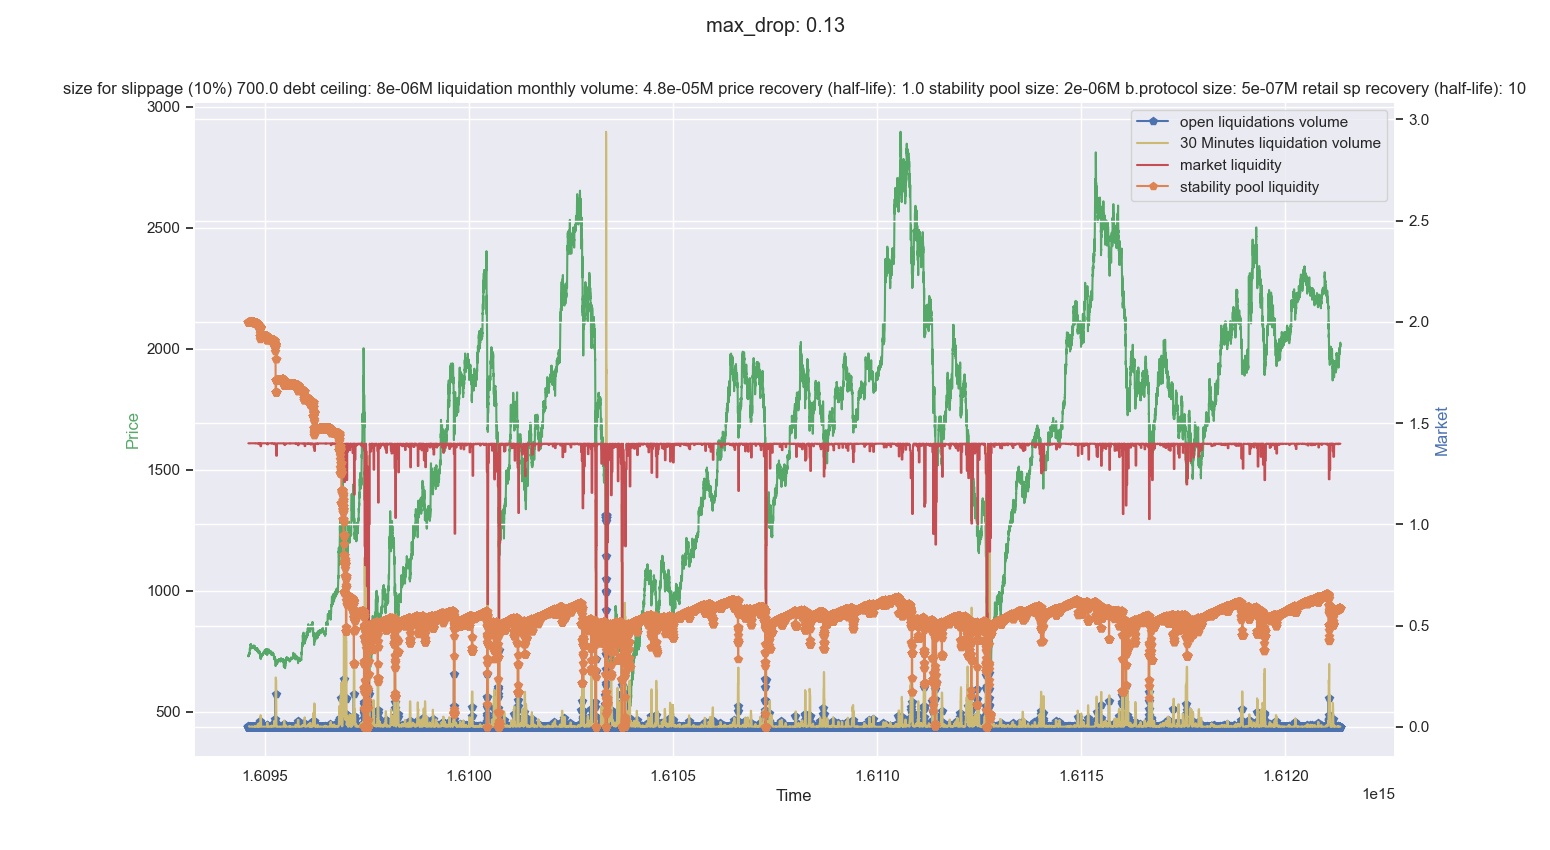 max_drop: 0.13
size for slippage (10%) 700.0 debt ceiling: 8e-06M liquidation monthly volume: 4.8e-05M price recovery (half-life): 1.0 stability pool size: 2e-06M b.protocol size: 5e-07M retail sp recovery (half-life): 10
3000
2500
2000
1500
1000
500
Price
open liquidations volume
30 Minutes liquidation volume
market liquidity
stability pool liquidity
3.0
2.5
2.0
1.5
1.0
0.5
0.0
Market
1.6095
1.6100
1.6105
1.6110
1.6115
1.6120
1e15
Time